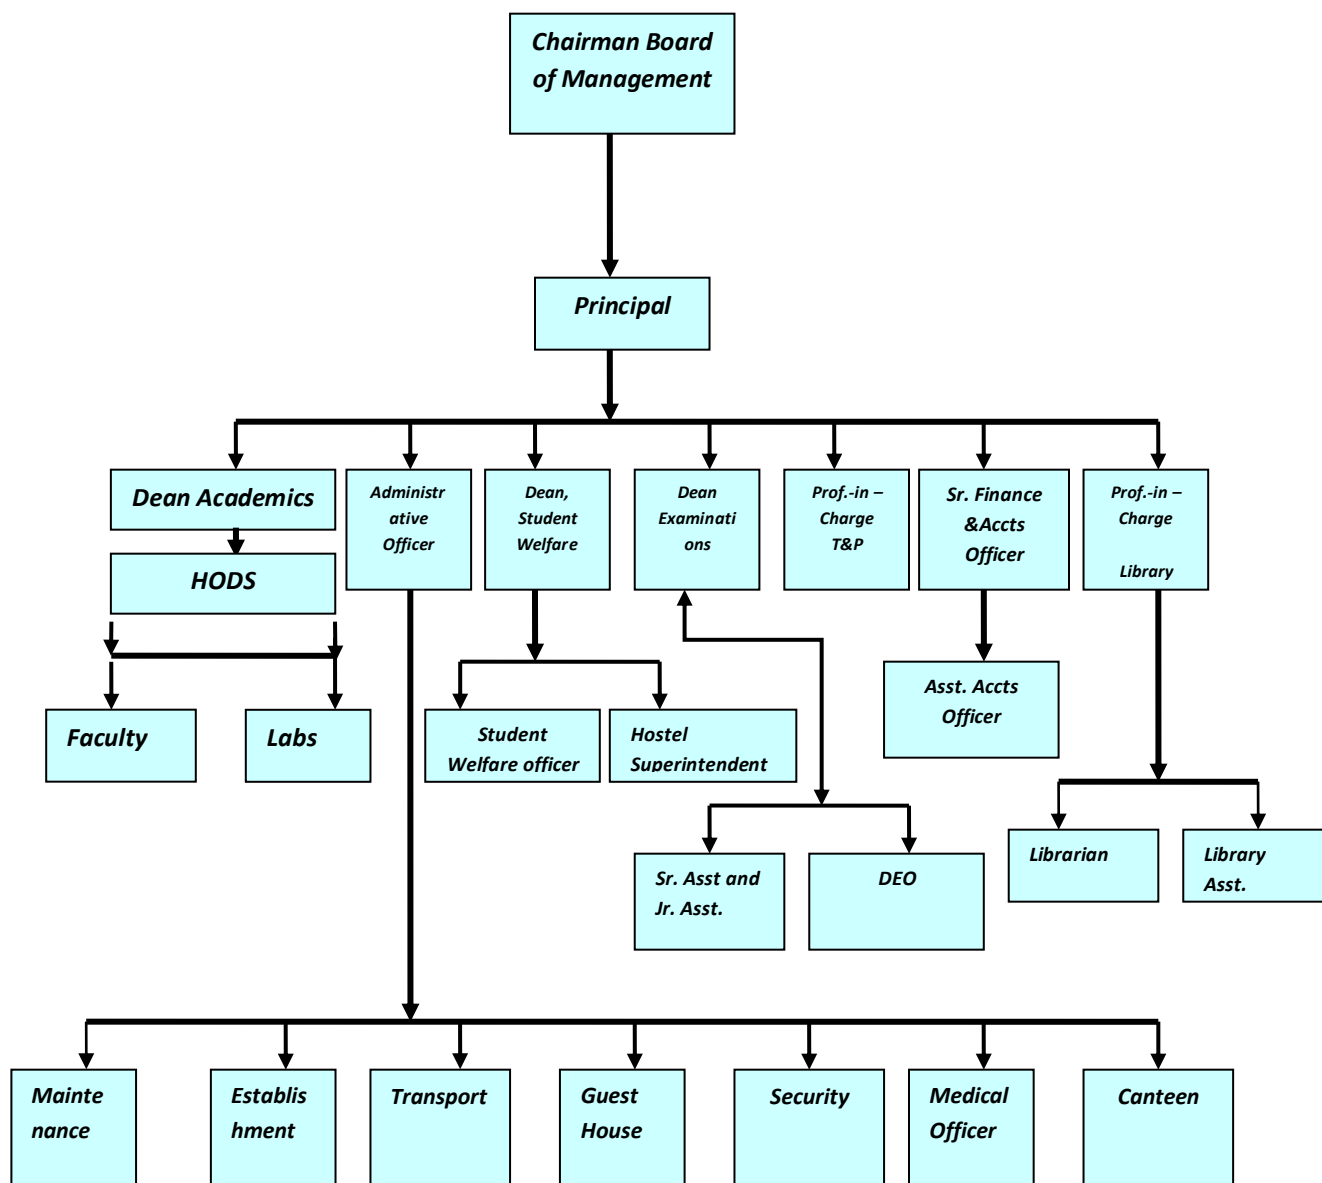 Chairman Board
of Management
Principal
Dean Academics
Administr
ative
Officer
Dean,
Student
Welfare
Dean
Examinati
ons
Prof.-in –
Charge
T&P
Sr. Finance
&Accts
Officer
Prof.-in –
Charge
Library
HODS
Faculty
Labs
Student
Welfare officer
Hostel
Superintendent
Asst. Accts
Officer
Sr. Asst and
Jr. Asst.
DEO
Librarian
Library
Asst.
Mainte
nance
Establis
hment
Transport
Guest
House
Security
Medical
Officer
Canteen